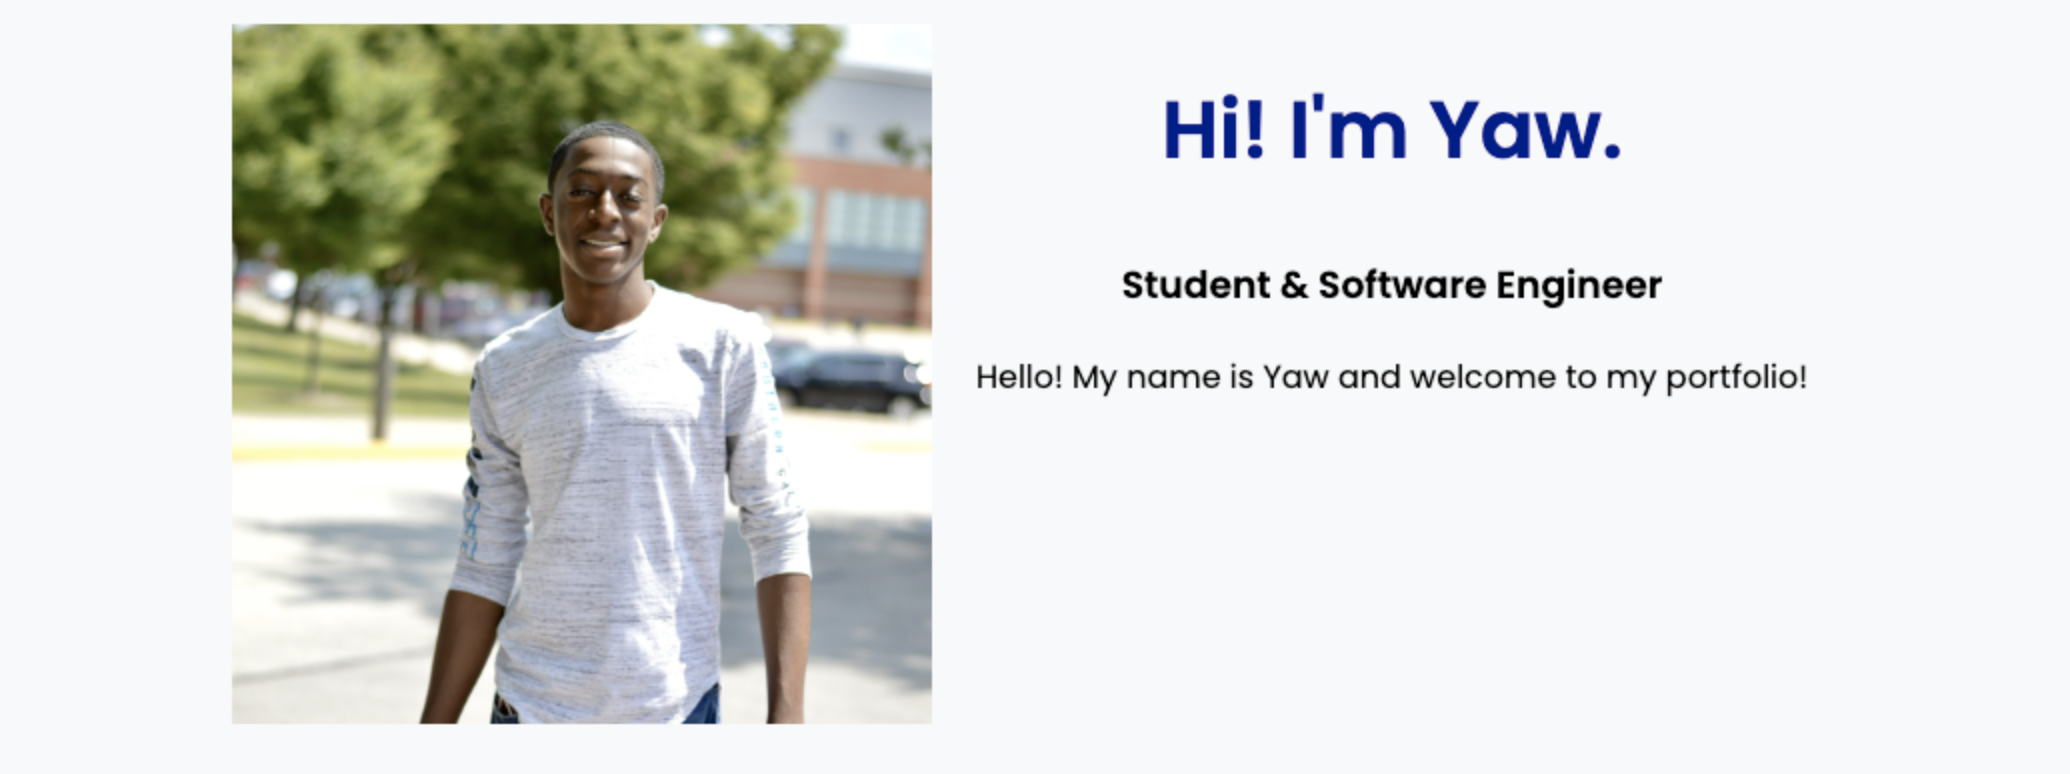 Hi! I'm Yaw.
Student & Software Engineer
Hello! My name is Yaw and welcome to my portfolio!